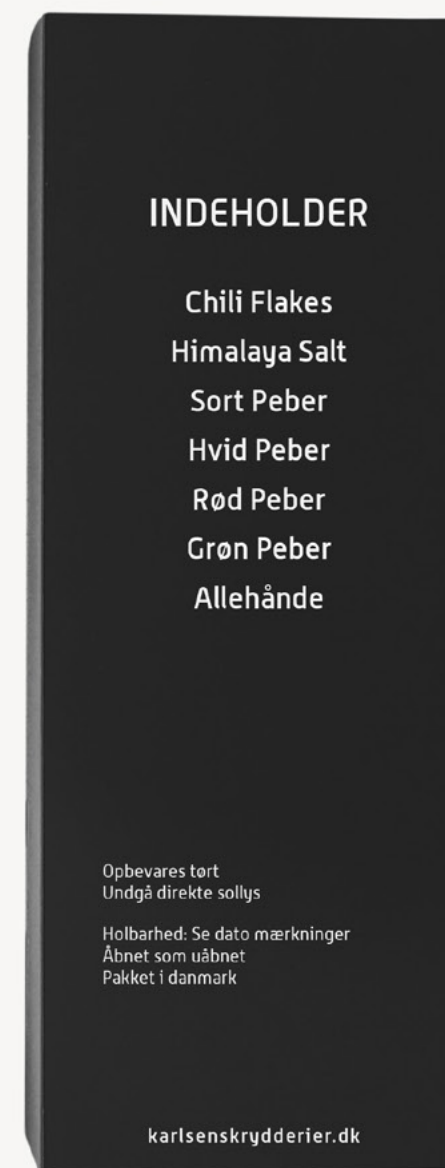 INDEHOLDER
Chili Flakes
Himalaya Salt
Sort Peber
Hvid Peber
Rød Peber
Grøn Peber
Allehånde
Opbevares tørt
Undgå direkte sollys
Holbarhed: Se dato mærkninger
Åbnet som uåbnet
Pakket i danmark
karlsenskrydderier.dk